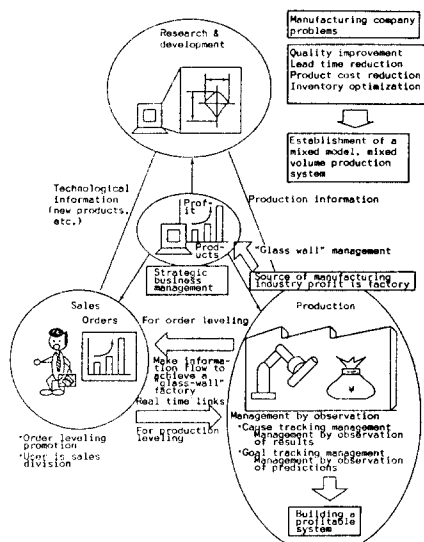 Research &
development
Manufacturing company
problems
Quality improvement
Lead time reduction
Product cost reduction
Inventory optimization
Establishment of a
mixed model, mixed
volume production
system
Technological
information
(new products,
etc.)
Production information
Prof-
it
Prod-
ucts
"Glass wall" management
Strategic
business
management
Source of manufacturing
industry profit is factory
Sales
Orders
Production
For order leveling
Make informa-
tion flow to
achieve a
"glass-wall"
factory
Real time links
For production
leveling
¥
Management by observation
•Cause tracking management
Management by observation
of results
•Goal tracking management
Management by observation
of predictions
•Order leveling
promotion
•User is sales
division
Building a
profitable
system